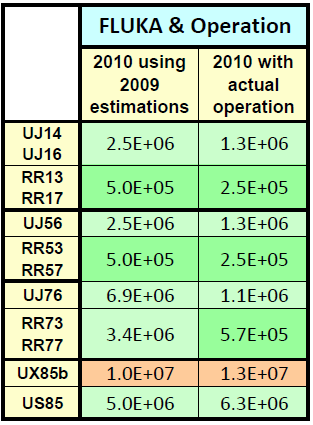 FLUKA & Operation
2010 using 2010 with
2009 actual
estimations operation
UJ14
UJ16 2.5E+06 1.3E+06
RR13
RR17 5.0E+05 2.5E+05
UJ56 2.5E+06 1.3E+06
RR53
RR57 5.0E+05 2.5E+05
UJ76 6.9E+06 1.1E+06
RR73
RR77 3.4E+06 5.7E+05
UX85b 1.0E+07 1.3E+07
US85 5.0E+06 6.3E+06